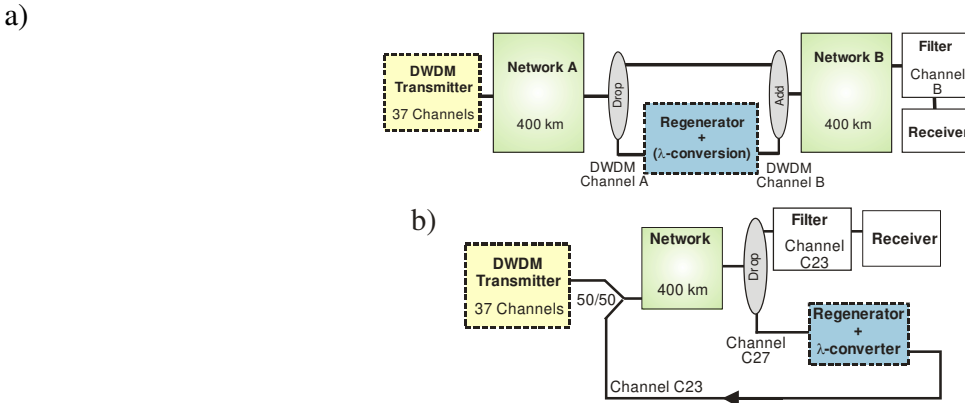 a)
DWDM
Transmitter
37 Channels
Network A
400 km
Drop
Regenerator
+
(λ-conversion)
DWDM
Channel A
DWDM
Channel B
Add
Network B
400 km
Filter
Channel
B
Receiver
b)
DWDM
Transmitter
37 Channels
50/50
Network
400 km
Drop
Filter
Channel
C23
Receiver
Channel
C27
Regenerator
+
λ-converter
Channel C23